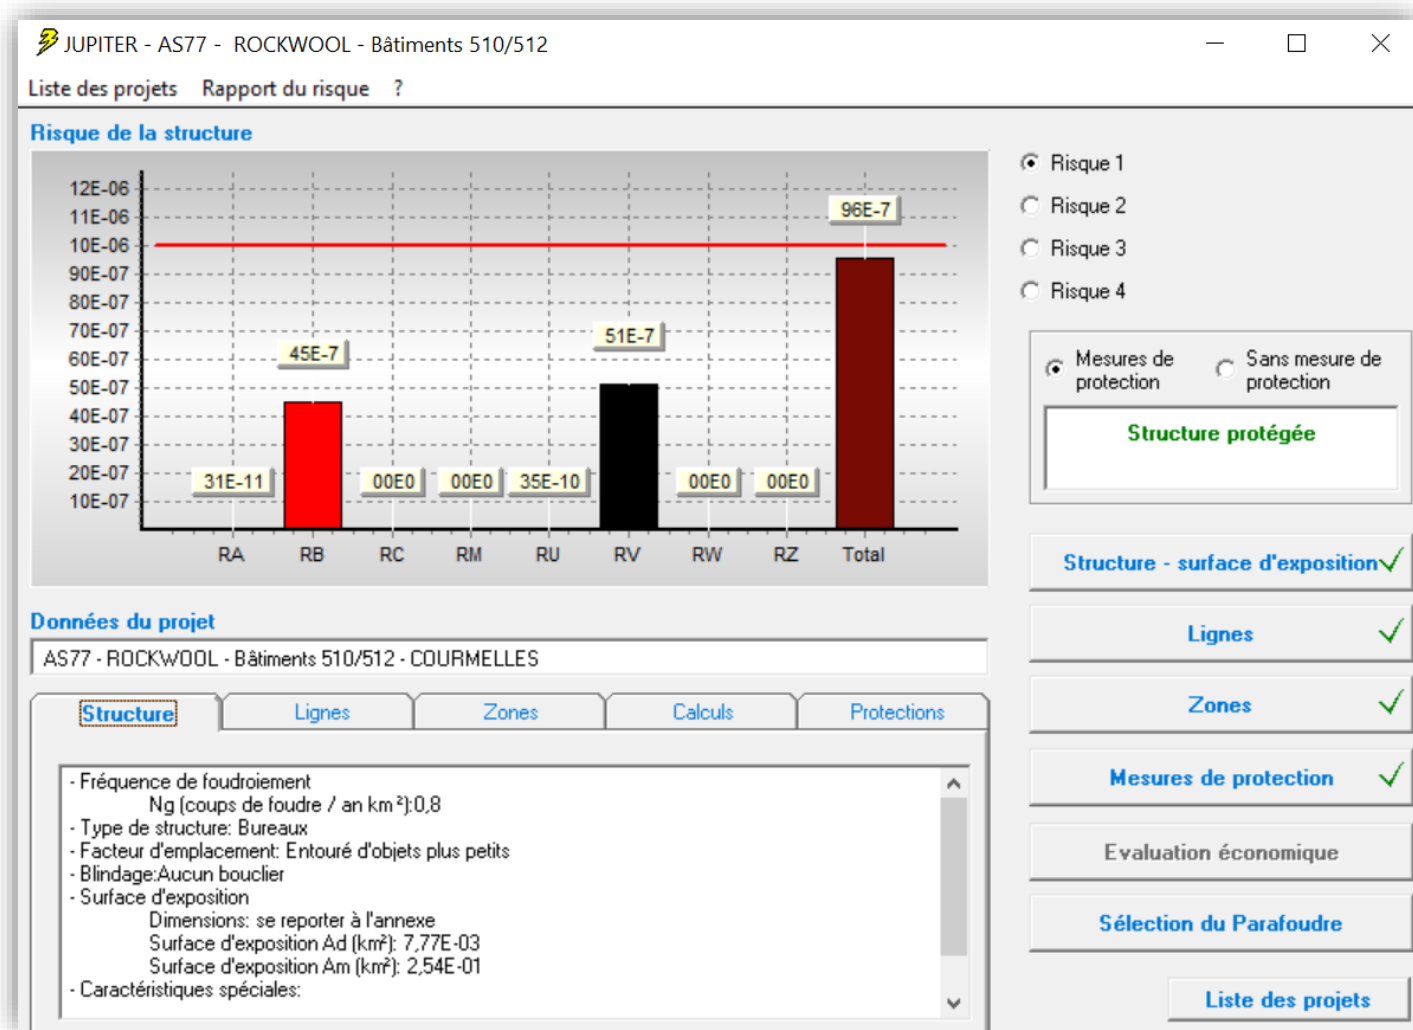 JUPITER - AS77 - ROCKWOOL - Bâtiments 510/512
Liste des projets Rapport du risque ?
Risque de la structure
12E-06
11E-06
10E-06
90E-07
80E-07
70E-07
60E-07
50E-07
40E-07
30E-07
20E-07
10E-07
31E-11
45E-7
00E0
00E0
35E-10
51E-7
00E0
00E0
96E-7
RA RB RC RM RU RV RW RZ Total
Risque 1
Risque 2
Risque 3
Risque 4
Mesures de protection
Sans mesure de protection
Structure protégée
Structure - surface d'exposition
Lignes
Zones
Mesures de protection
Evaluation économique
Sélection du Parafoudre
Liste des projets
Données du projet
AS77 - ROCKWOOL - Bâtiments 510/512 - COURMELLES
Structure Lignes Zones Calculs Protections
- Fréquence de foudroiement
Ng (coups de foudre / an km²):0,8
- Type de structure: Bureaux
- Facteur d'emplacement: Entouré d'objets plus petits
- Blindage:Aucun bouclier
- Surface d'exposition
Dimensions: se reporter à l'annexe
Surface d'exposition Ad (km²): 7,77E-03
Surface d'exposition Am (km²): 2,54E-01
- Caractéristiques spéciales: